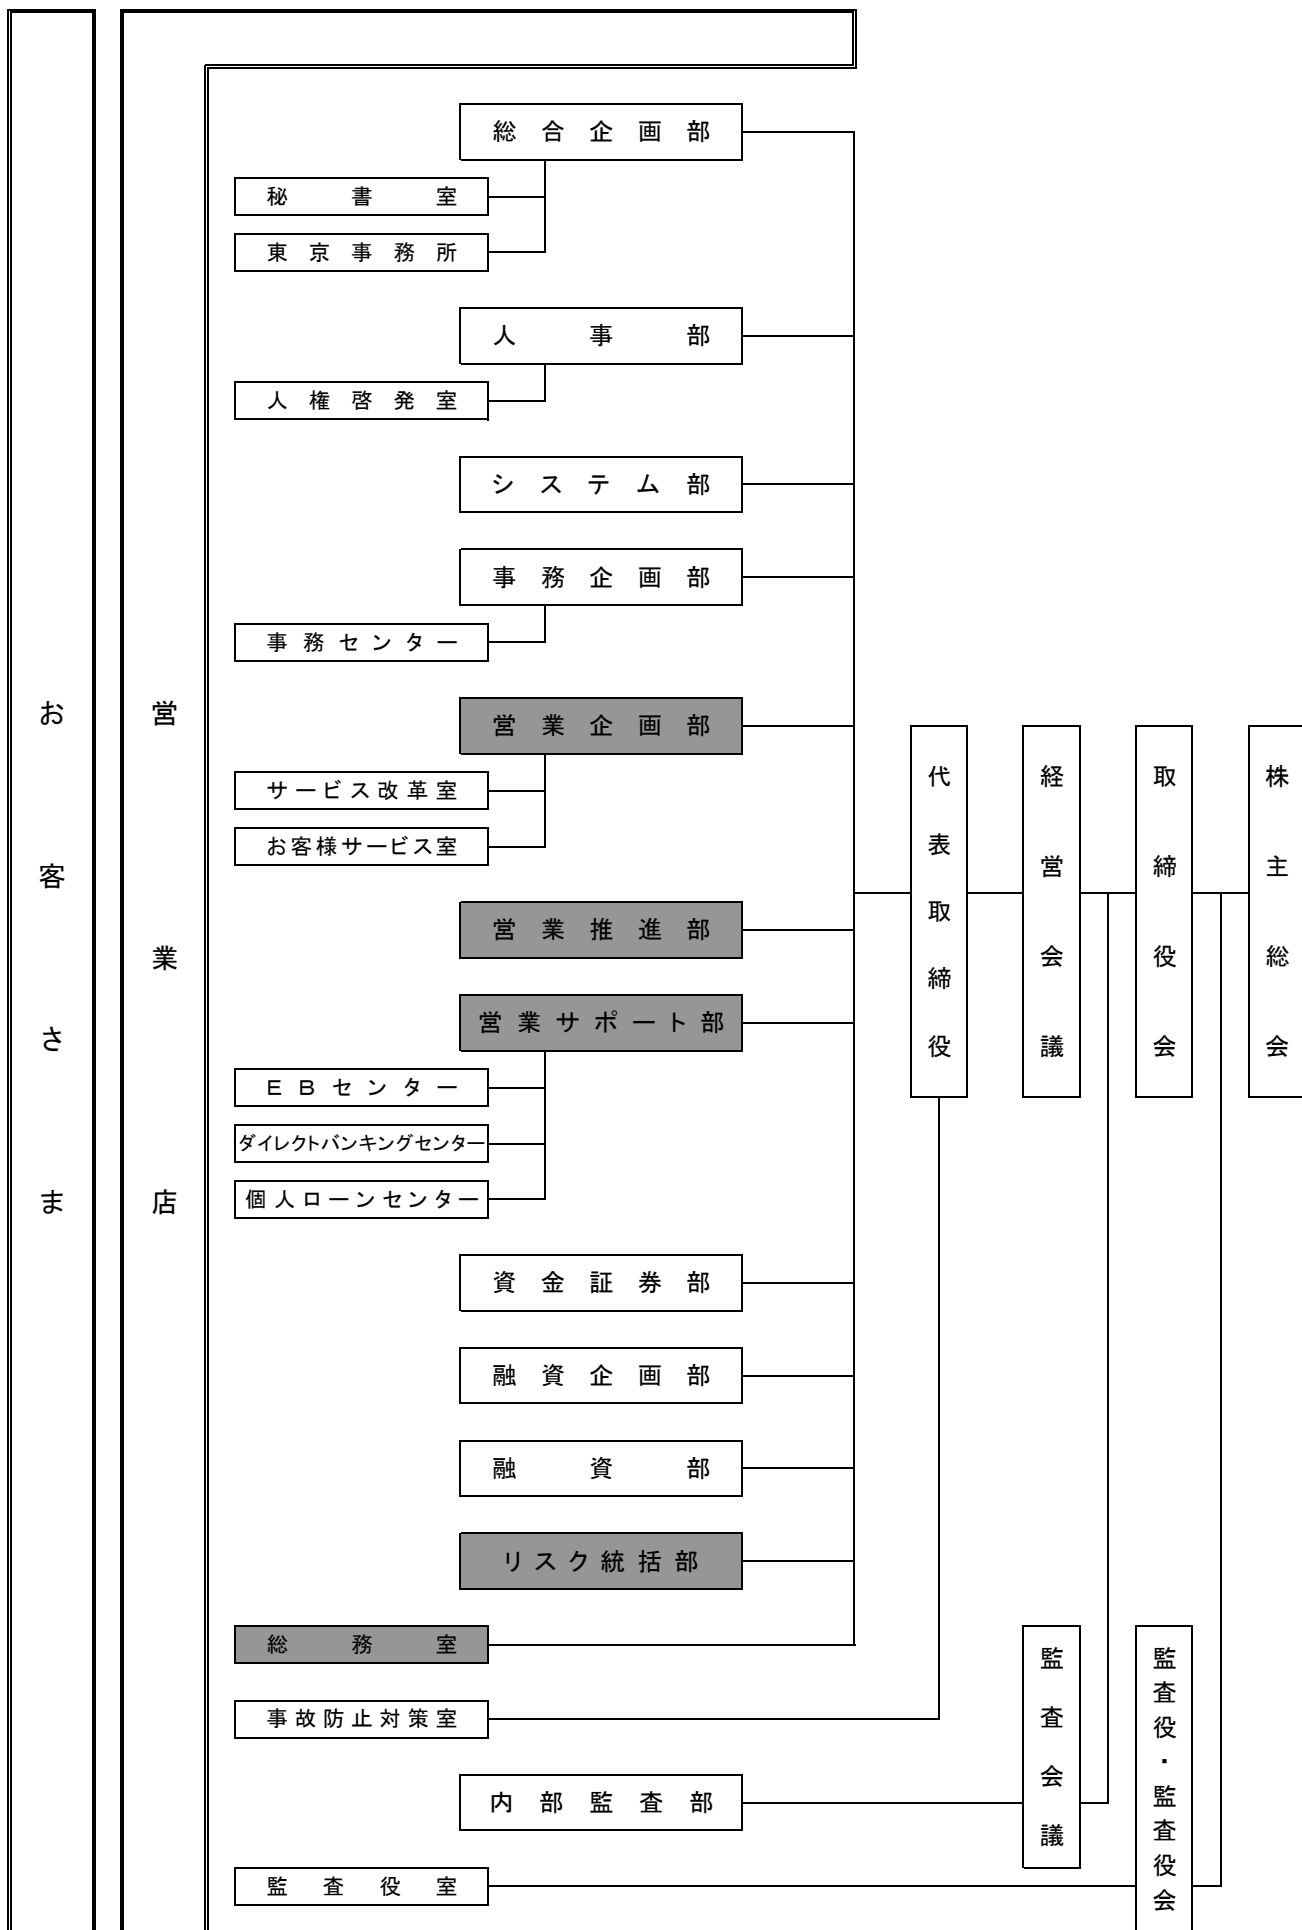 お客さま
営業店
総合企画部
秘書室
東京事務所
人事部
人権啓発室
システム部
事務企画部
事務センター
営業企画部
サービス改革室
お客様サービス室
営業推進部
営業サポート部
ＥＢセンター
ダイレクトバンキングセンター
個人ローンセンター
資金証券部
融資企画部
融資部
リスク統括部
総務室
事故防止対策室
内部監査部
監査役室
代表取締役
経営会議
取締役会
株主総会
監査会議
監査役・監査役会